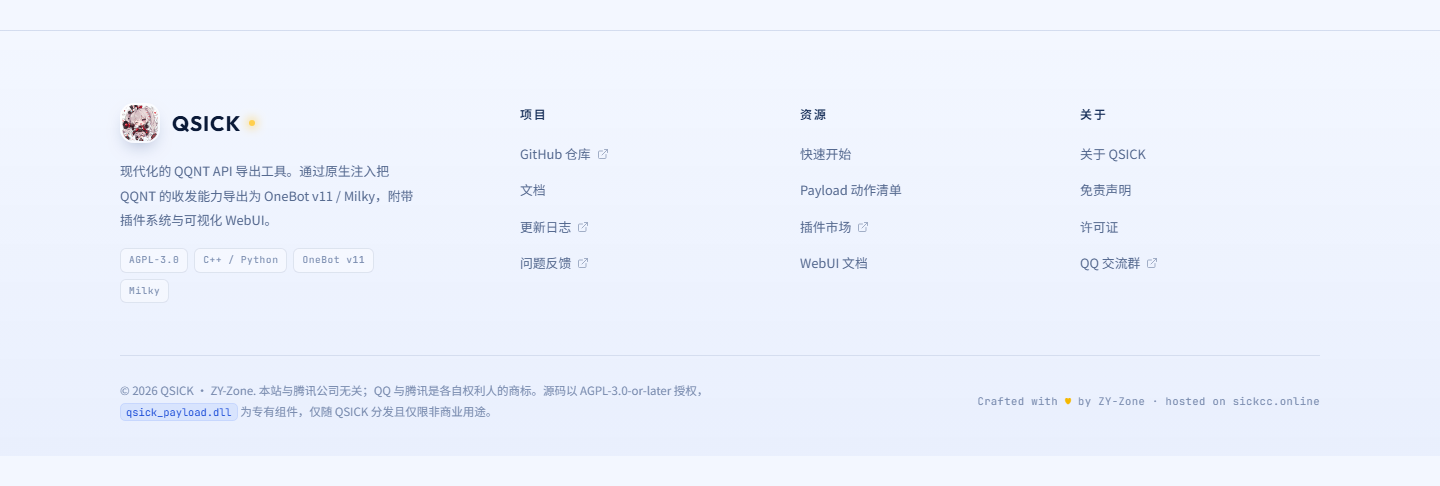 QSICK
现代化的 QQNT API 导出工具。通过原生注入把
QQNT 的收发能力导出为 OneBot v11 / Milky，附带
插件系统与可视化 WebUI。
AGPL-3.0
C++ / Python
OneBot v11
Milky
项目
GitHub 仓库
文档
更新日志
问题反馈
资源
快速开始
Payload 动作清单
插件市场
WebUI 文档
关于
关于 QSICK
免责声明
许可证
QQ 交流群
© 2026 QSICK · ZY-Zone. 本站与腾讯公司无关；QQ 与腾讯是各自权利人的商标。源码以 AGPL-3.0-or-later 授权，
qsick_payload.dll 为专有组件，仅随 QSICK 分发且仅限非商业用途。
Crafted with ♥ by ZY-Zone · hosted on sickcc.online